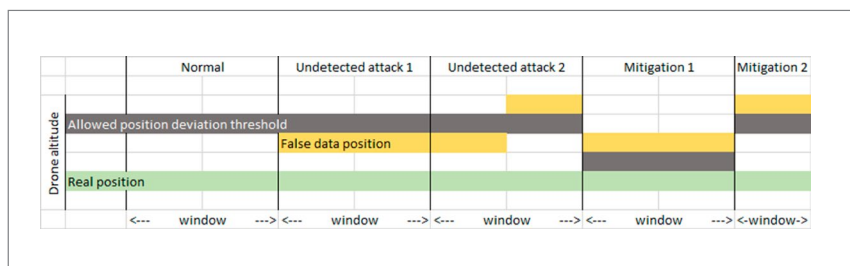 Normal Undetected attack 1 Undetected attack 2 Mitigation 1 Mitigation 2
Drone altitude
Allowed position deviation threshold
False data position
Real position
<--- window ---> <--- window ---> <--- window ---> <--- window ---> <-window->